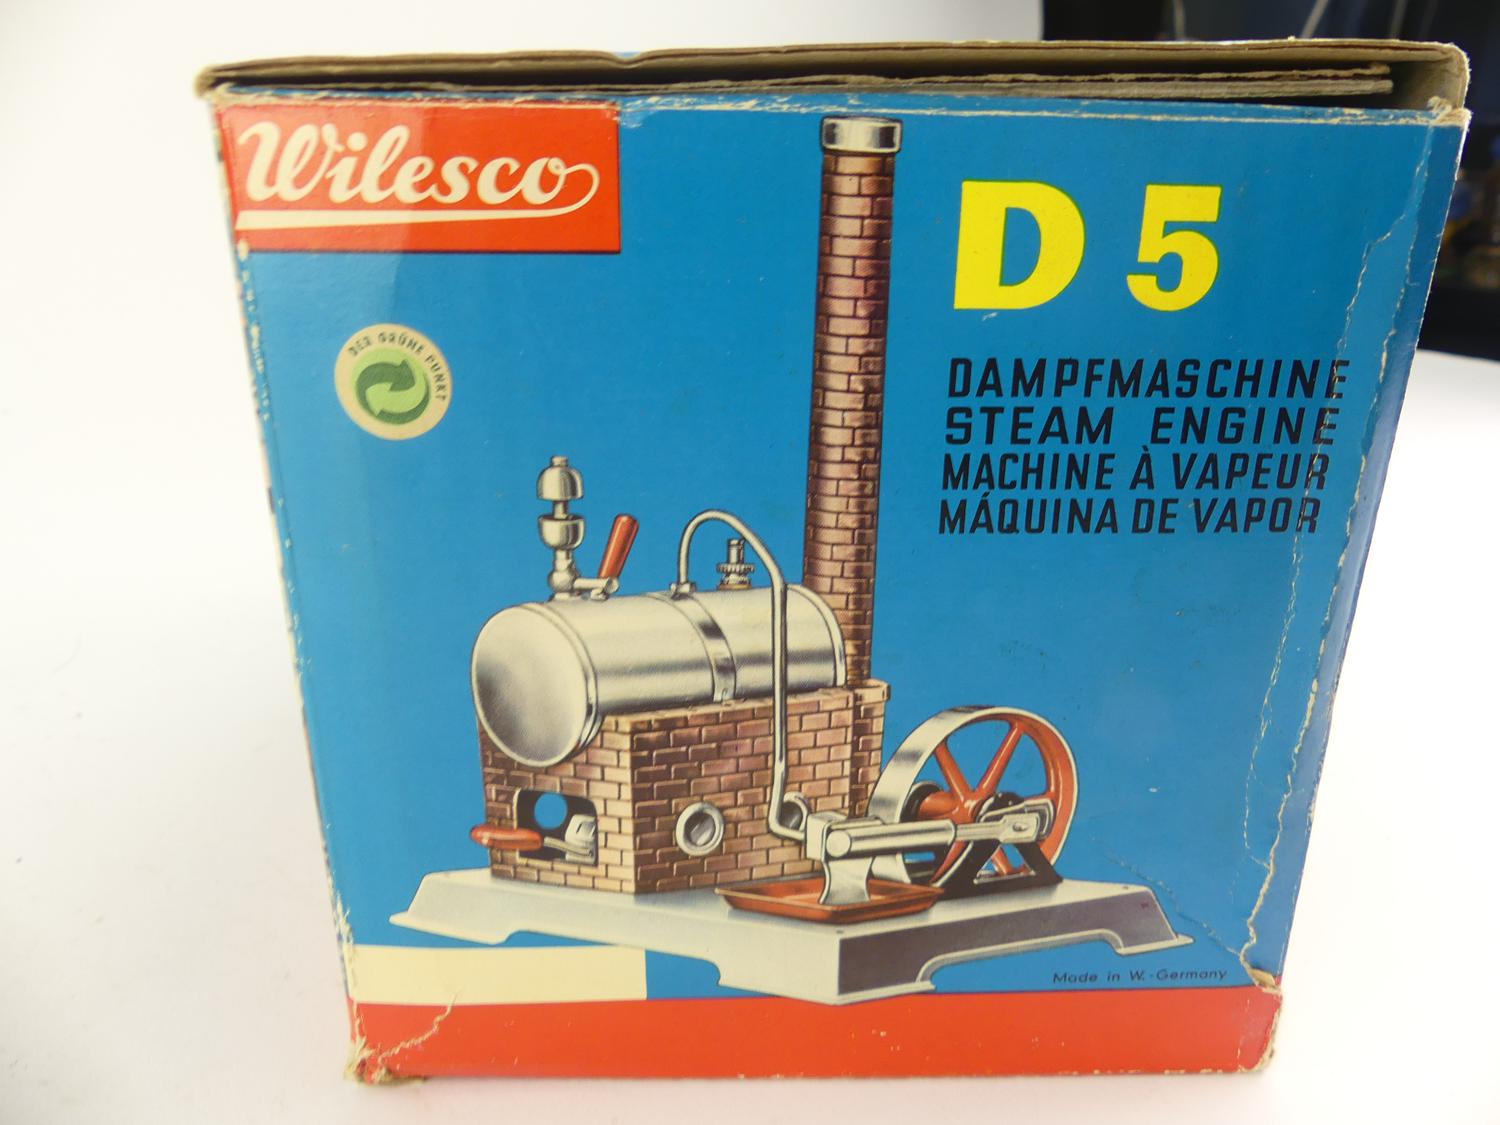 Wilesco
D 5
DER GRÜNE PUNKT
DAMPFMASCHINE
STEAM ENGINE
MACHINE À VAPEUR
MÁQUINA DE VAPOR
Made in W.-Germany